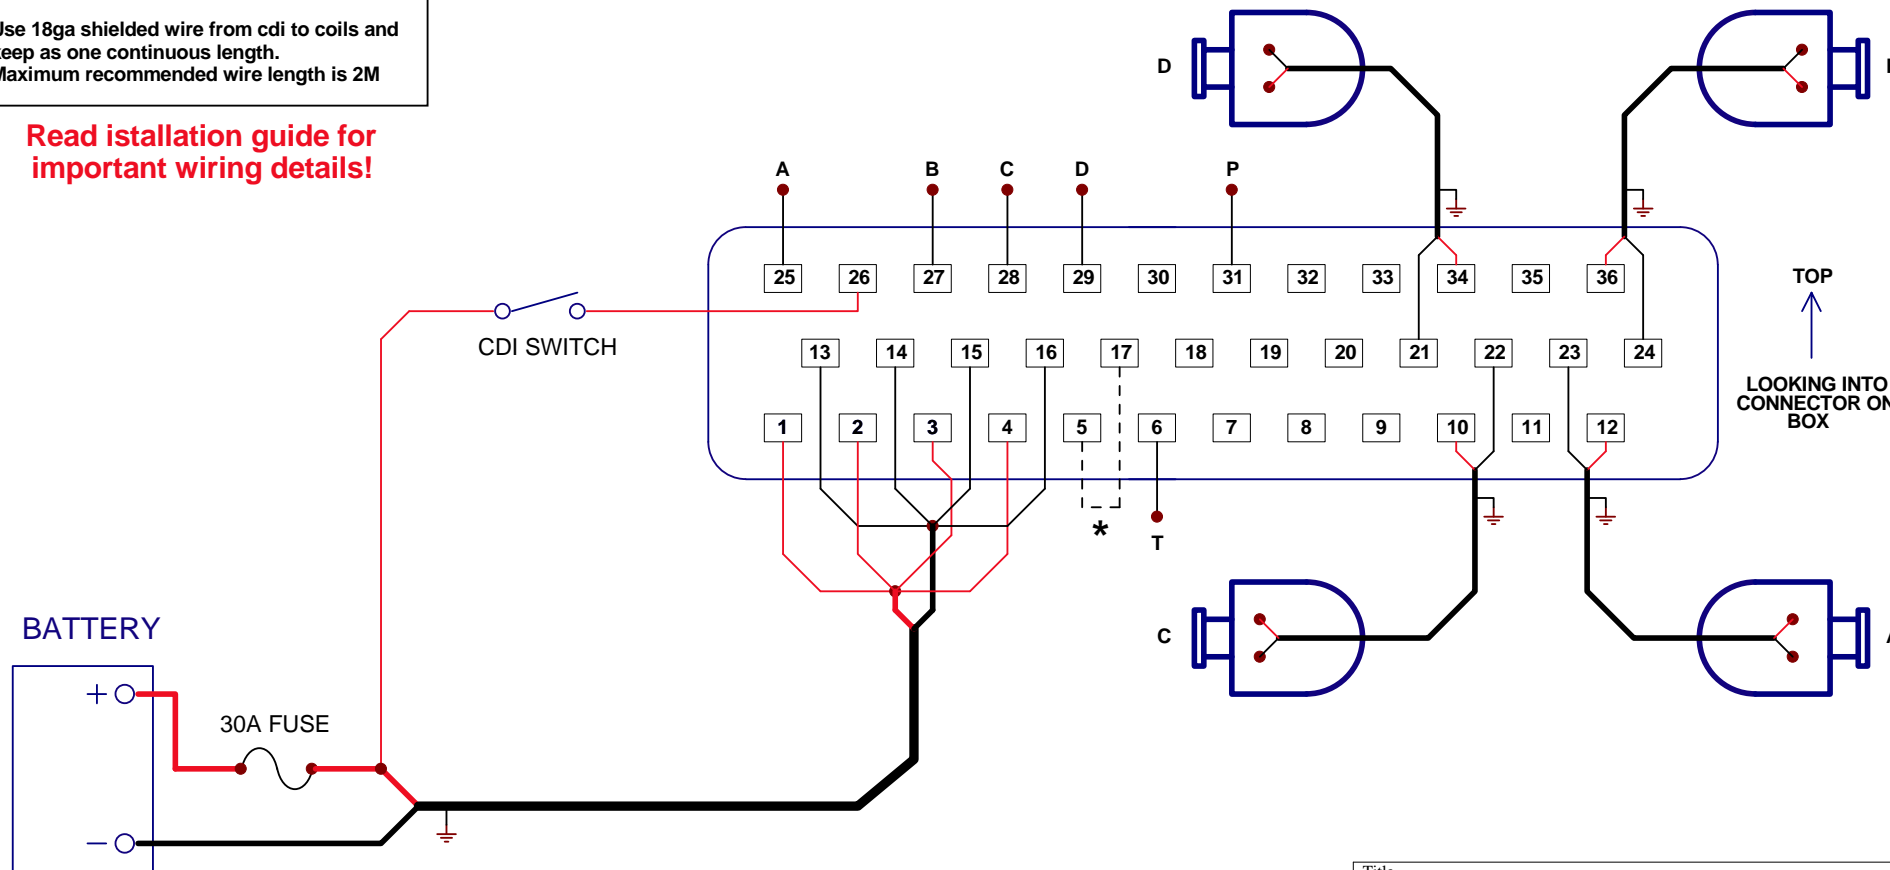 18ga shielded wire from cdi to coils and
as one continuous length.
recommended wire length is 2M
Read istallation guide for
important wiring details!
D
A B C D P
25 26 27 28 29 30 31 32 33 34 35 36
TOP
CDI SWITCH
13 14 15 16 17 18 19 20 21 22 23 24
LOOKING INTO
CONNECTOR ON
BOX
1 2 3 4 5 6 7 8 9 10 11 12
*
T
BATTERY
C
+
30A FUSE
−